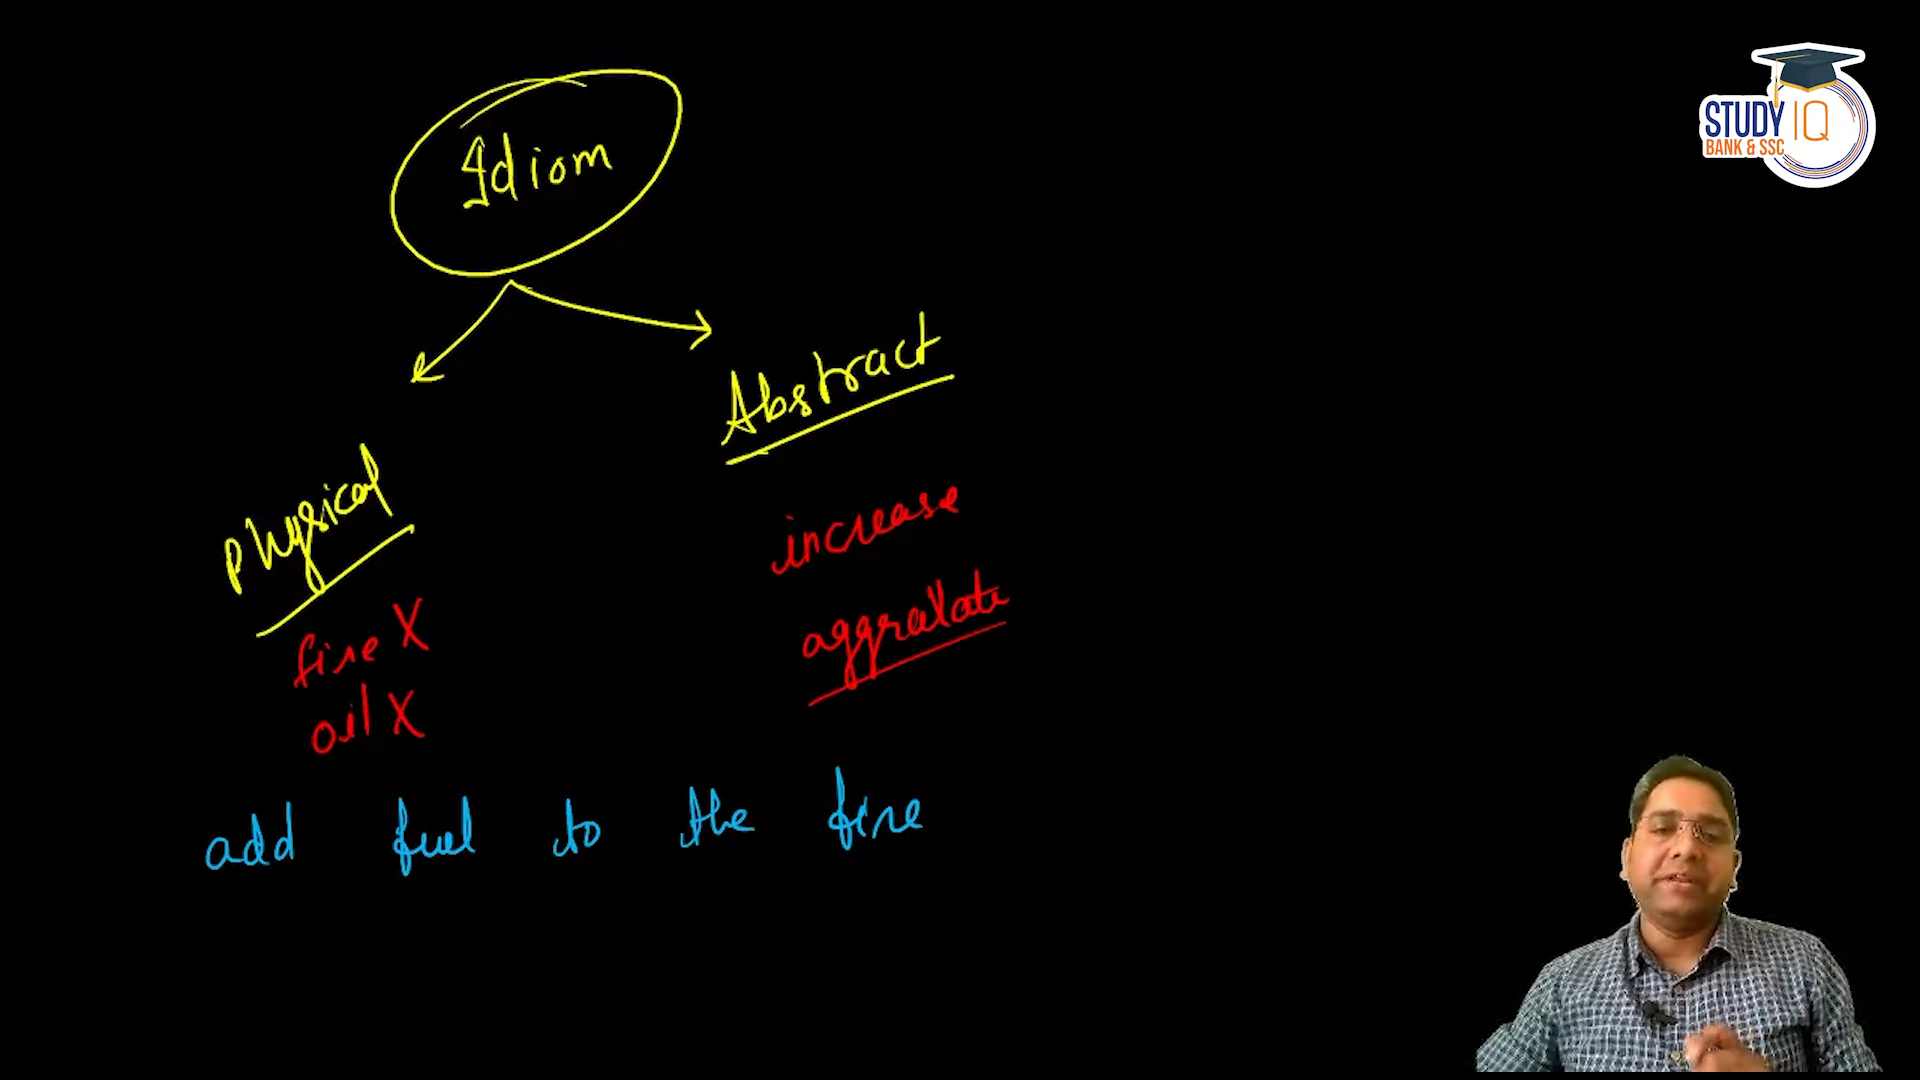 Idiom
Abstract
Physical
increase
fire X
aggravate
oil X
add fuel to the fire
STUDY IQ
BANK & SSC